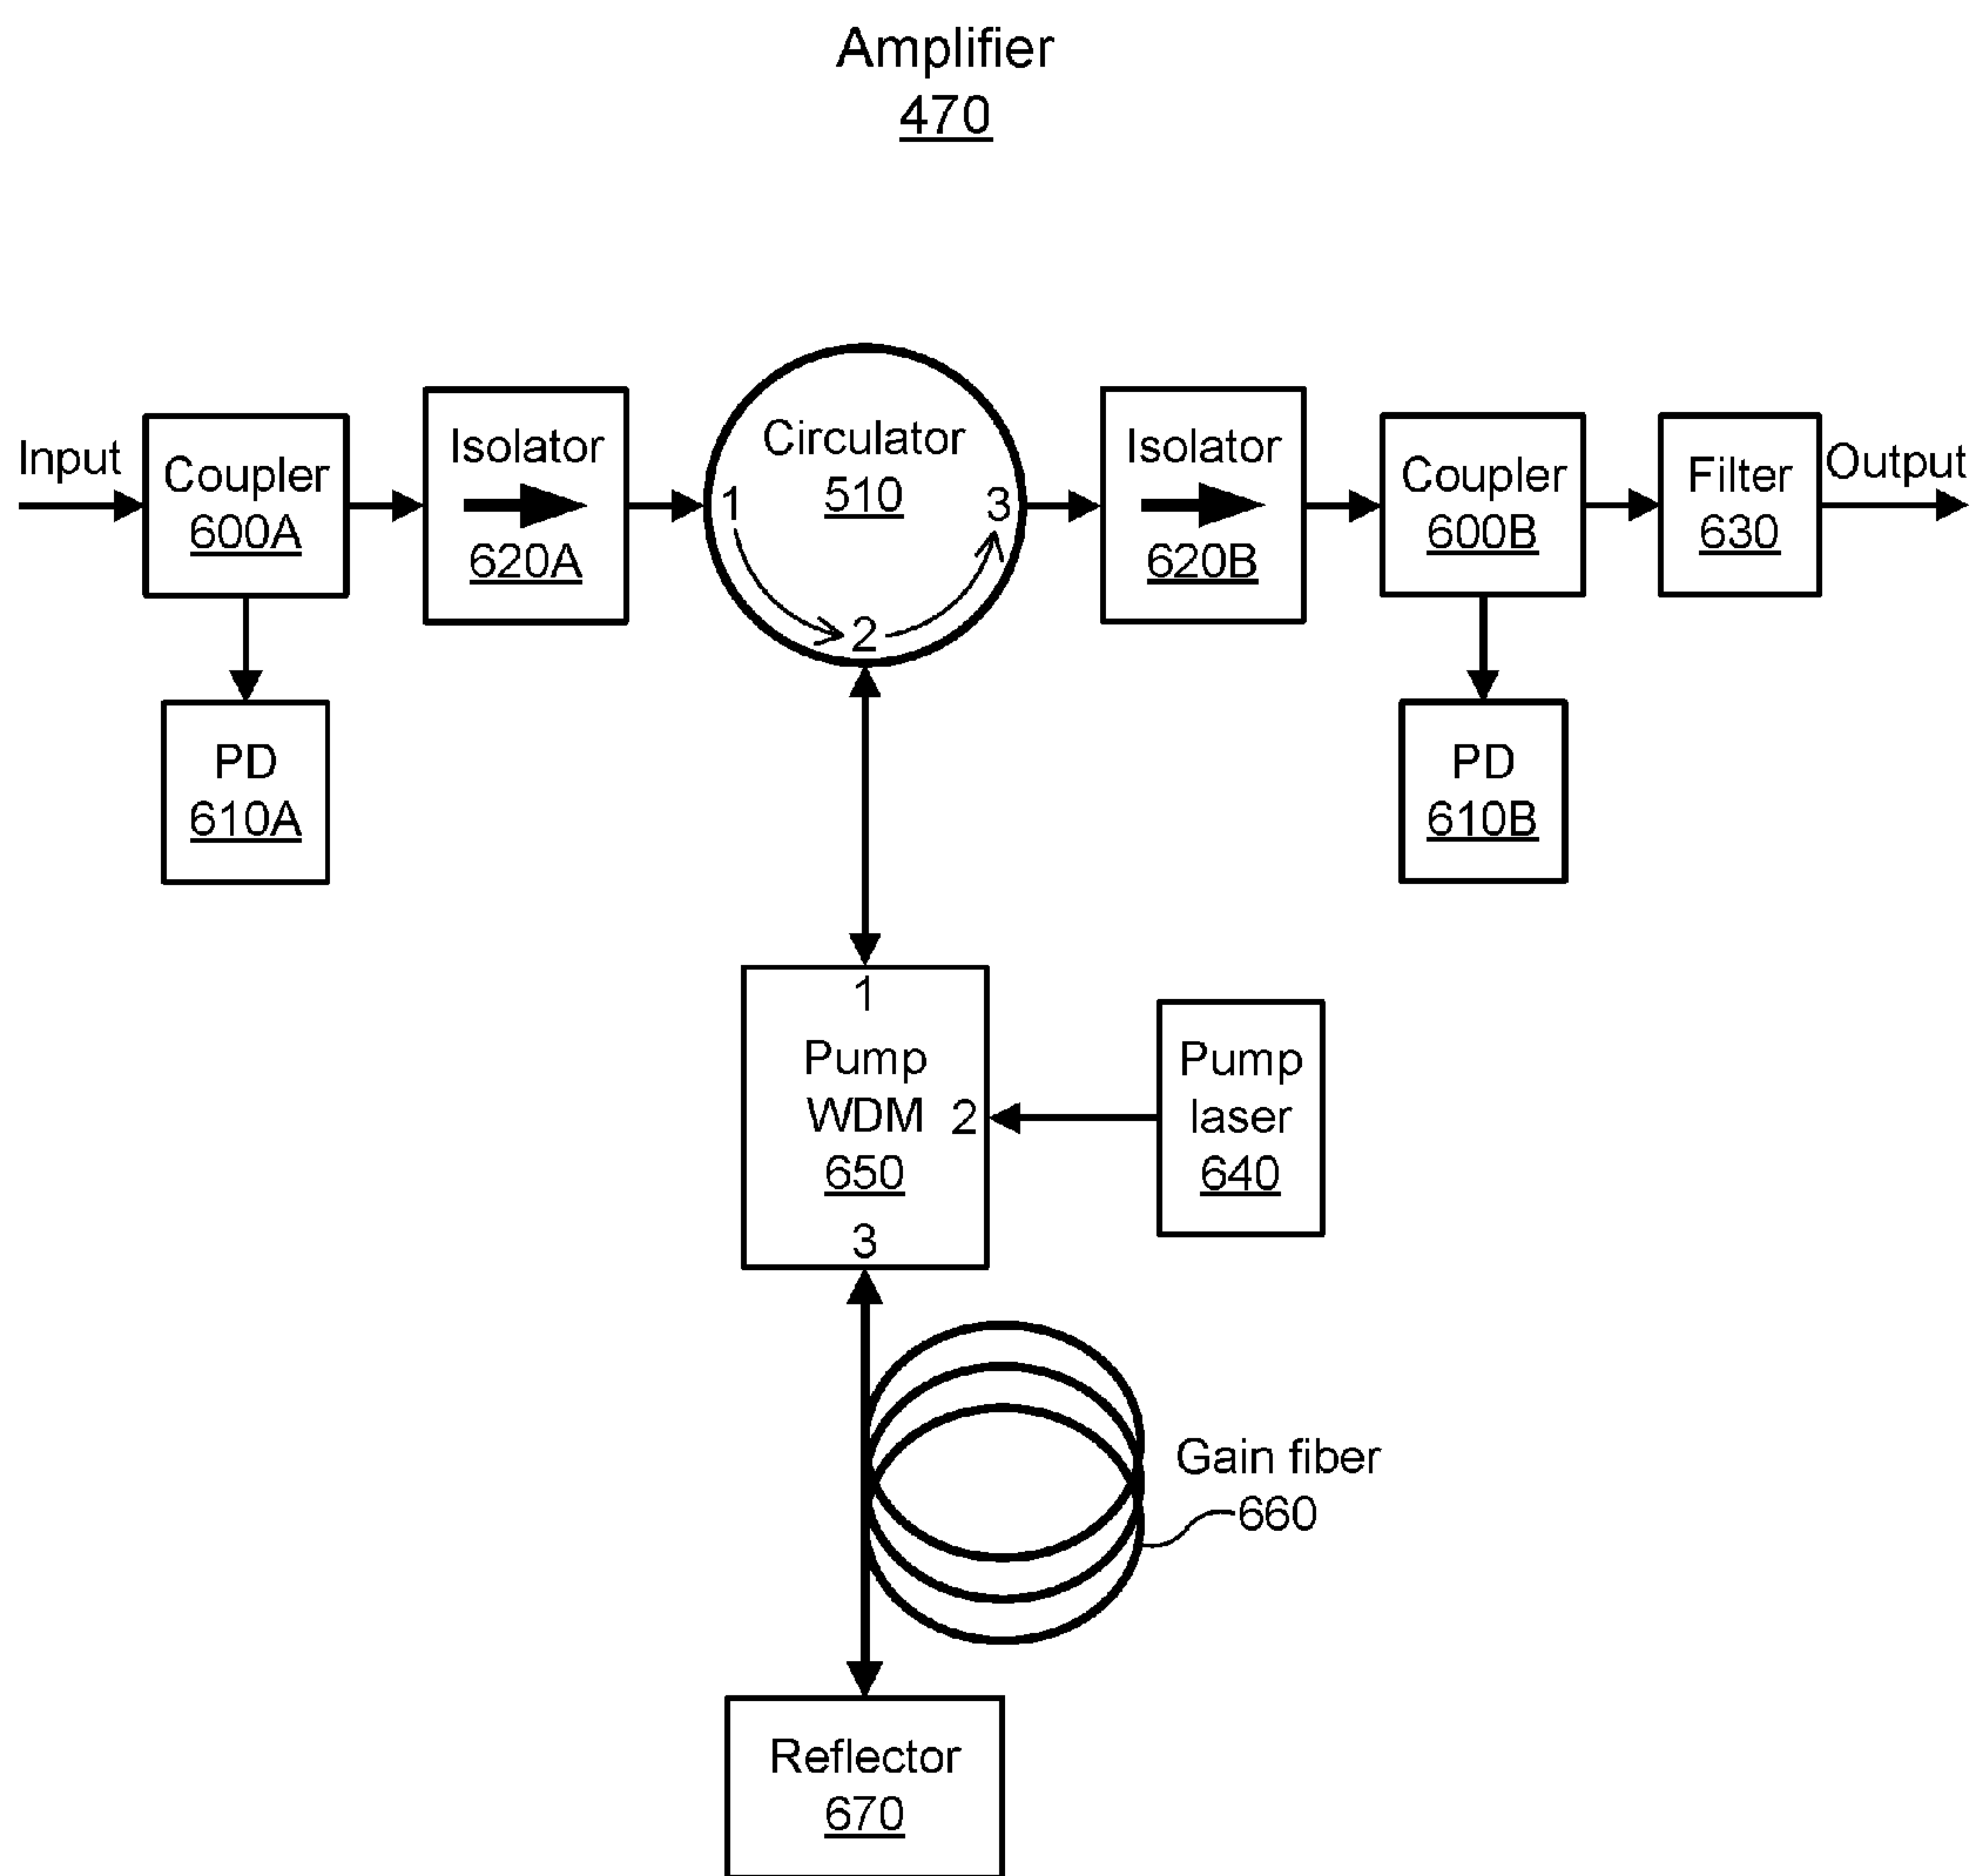 Amplifier
470
Input
Coupler
600A
Isolator
620A
Circulator
510
1
2
3
Isolator
620B
Coupler
600B
Filter
630
Output
PD
610A
PD
610B
1
Pump
WDM
650
2
3
Pump
laser
640
Gain fiber
660
Reflector
670